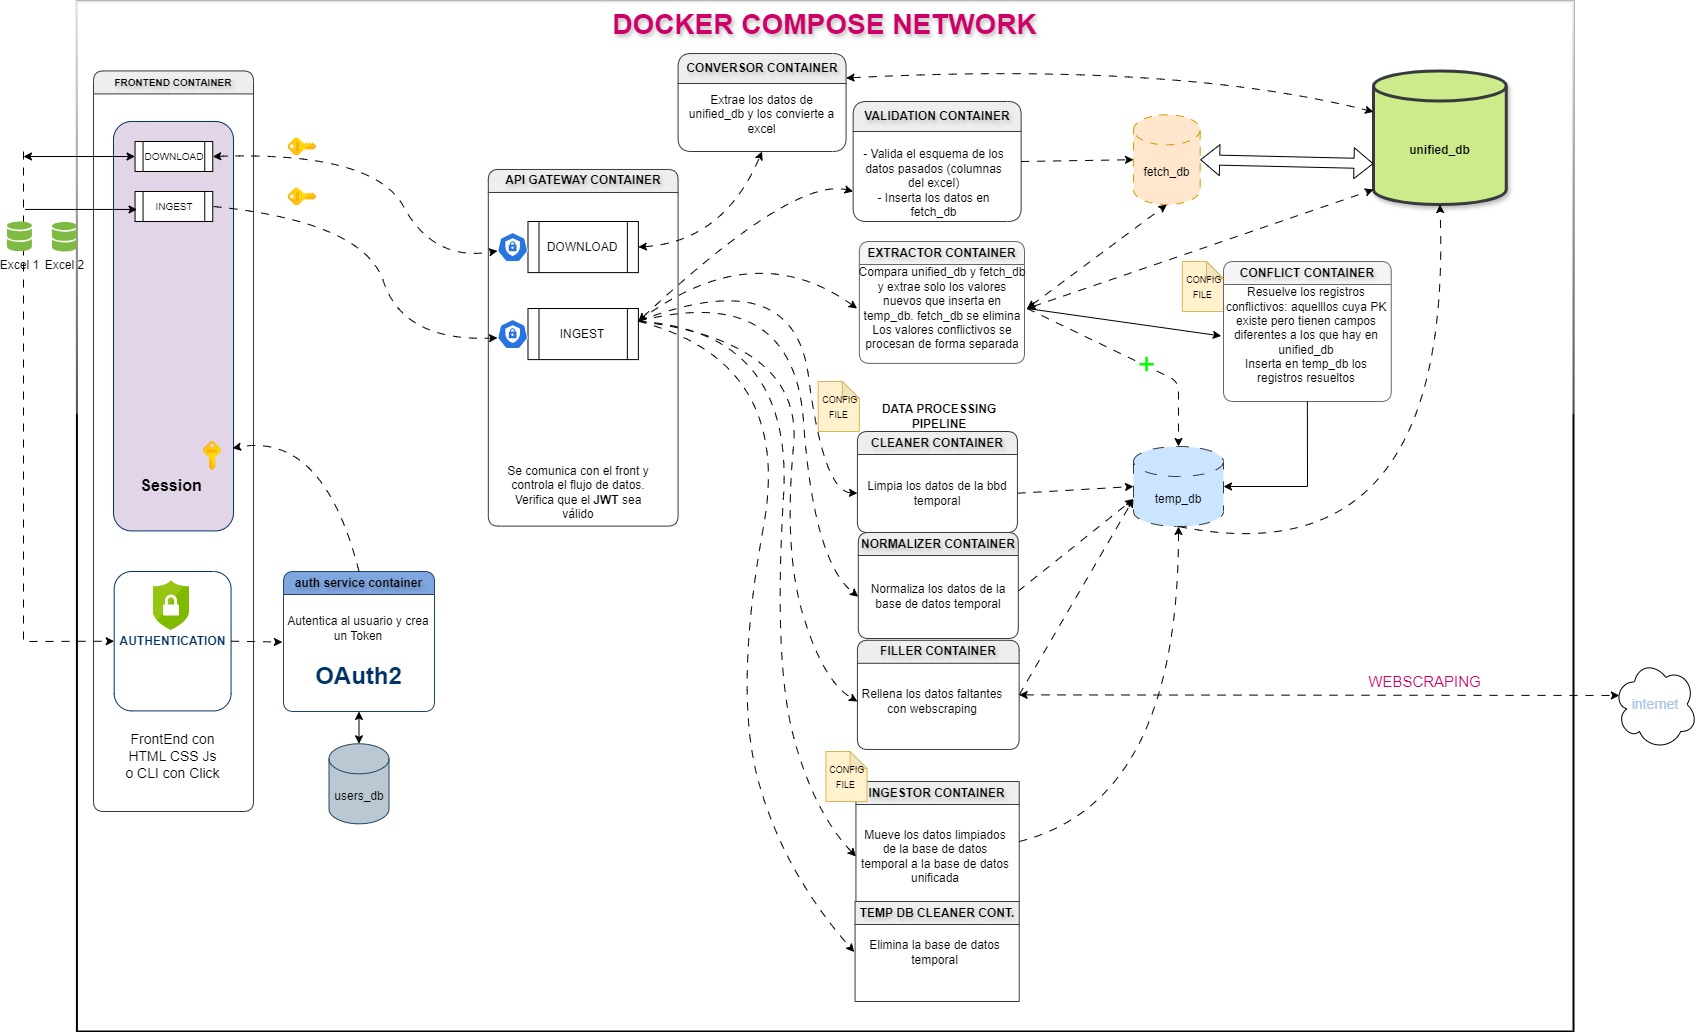 DOCKER COMPOSE NETWORK
FRONTEND CONTAINER
DOWNLOAD
INGEST
Excel 1
Excel 2
Session
AUTHENTICATION
FrontEnd con
HTML CSS Js
o CLI con Click
auth service container
Autentica al usuario y crea
un Token
OAuth2
users_db
API GATEWAY CONTAINER
DOWNLOAD
INGEST
Se comunica con el front y
controla el flujo de datos.
Verifica que el JWT sea
válido
CONVERSOR CONTAINER
Extrae los datos de
unified_db y los convierte a
excel
VALIDATION CONTAINER
- Valida el esquema de los
datos pasados (columnas
del excel)
- Inserta los datos en
fetch_db
EXTRACTOR CONTAINER
Compara unified_db y fetch_db
y extrae solo los valores
nuevos que inserta en
temp_db. fetch_db se elimina
Los valores conflictivos se
procesan de forma separada
fetch_db
unified_db
CONFIG
FILE
CONFLICT CONTAINER
Resuelve los registros
conflictivos: aquelllos cuya PK
existe pero tienen campos
diferentes a los que hay en
unified_db
Inserta en temp_db los
registros resueltos
+
CONFIG
FILE
DATA PROCESSING
PIPELINE
CLEANER CONTAINER
Limpia los datos de la bbd
temporal
temp_db
NORMALIZER CONTAINER
Normaliza los datos de la
base de datos temporal
FILLER CONTAINER
Rellena los datos faltantes
con webscraping
WEBSCRAPING
internet
CONFIG
FILE
INGESTOR CONTAINER
Mueve los datos limpiados
de la base de datos
temporal a la base de datos
unificada
TEMP DB CLEANER CONT.
Elimina la base de datos
temporal